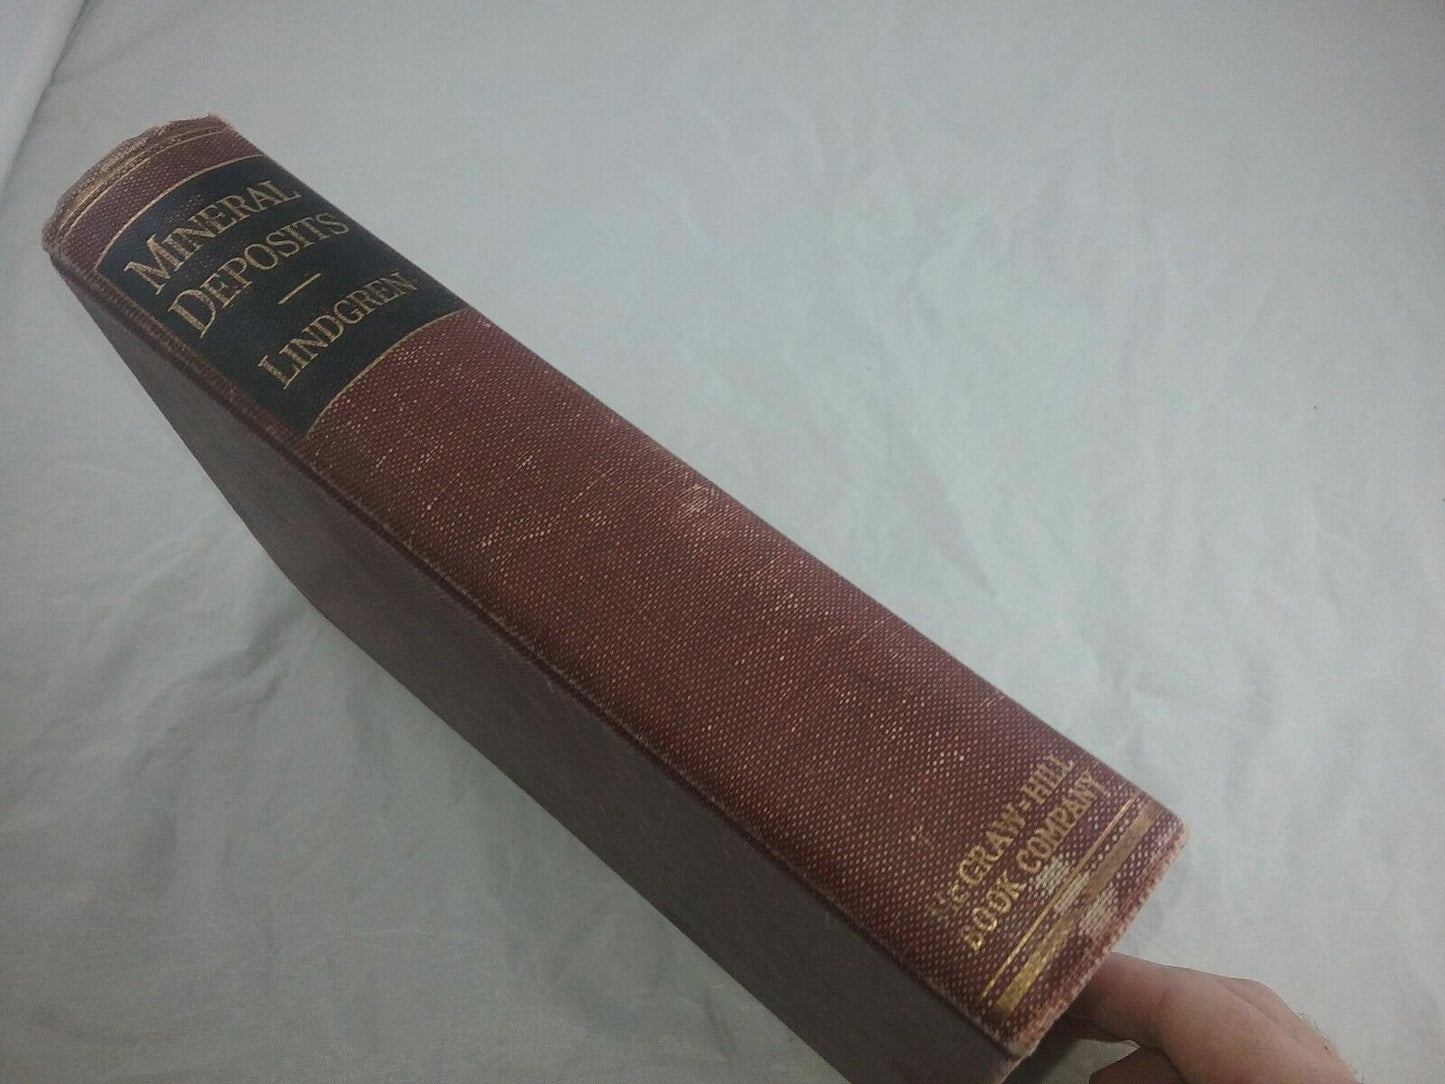 MINERAL
DEPOSITS
LINDGREN
McGRAW-HILL
BOOK COMPANY